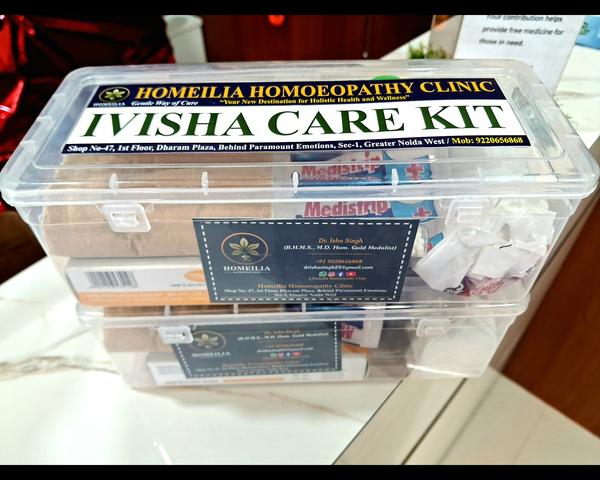 Your contribution helps
provide free medicine for
those in need.
HOMEILIA HOMOEOPATHY CLINIC
HOMEILIA
Gentle Way of Cure
"Your New Destination for Holistic Health and Wellness"
IVISHA CARE KIT
Shop No-47, 1st Floor, Dharam Plaza, Behind Paramount Emotions, Sec-1, Greater Noida West / Mob: 9220656868
Medistrip
Dr. Isha Singh
(B.H.M.S., M.D. Hom. Gold Medalist)
+91 9220656868
drishasingh25@gmail.com
HOMEILIA
Homeilia Homoeopathy Clinic
Shop No. 47, 1st Floor, Dharam Plaza, Behind Paramount Emotions
Sec-1, Greater Noida West
Dr. Isha Singh
(B.H.M.S., M.D. Hom. Gold Medalist)
HOMEILIA